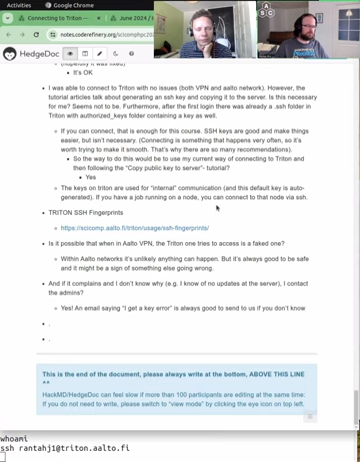 Activities
Google Chrome
Connecting to Triton —
June 2024 /
notes.coderefinery.org/scicomphpc
HedgeDoc
(hopefully it was liked)
It's OK
I was able to connect to Triton with no issues (both VPN and aalto network). However, the
tutorial articles talk about generating an ssh key and copying it to the server. Is this necessary
for me? Seems not to be. Furthermore, after the first login there was already a .ssh folder in
Triton with authorized_keys folder containing a key as well.
If you can connect, that is enough for this course. SSH keys are good and make things
easier, but isn't necessary. (Connecting is something that happens very often, so it's
worth trying to make it smooth. That's why there are so many recommendations).
So the way to do this would be to use my current way of connecting to Triton and
then following the "Copy public key to server"- tutorial?
Yes
The keys on triton are used for "internal" communication (and this default key is auto-
generated). If you have a job running on a node, you can connect to that node via ssh.
TRITON SSH Fingerprints
https://scicomp.aalto.fi/triton/usage/ssh-fingerprints/
Is it possible that when in Aalto VPN, the Triton one tries to access is a faked one?
Within Aalto networks it's unlikely anything can happen. But it's always good to be safe
and it might be a sign of something else going wrong.
And if it complains and I don't know why (e.g. I know of no updates at the server), I contact
the admins?
Yes! An email saying "I get a key error" is always good to send to us if you don't know
.
.
This is the end of the document, please always write at the bottom, ABOVE THIS LINE
^^
HackMD/HedgeDoc can feel slow if more than 100 participants are editing at the same time:
If you do not need to write, please switch to "view mode" by clicking the eye icon on top left.
whoami
ssh rantahj1@triton.aalto.fi